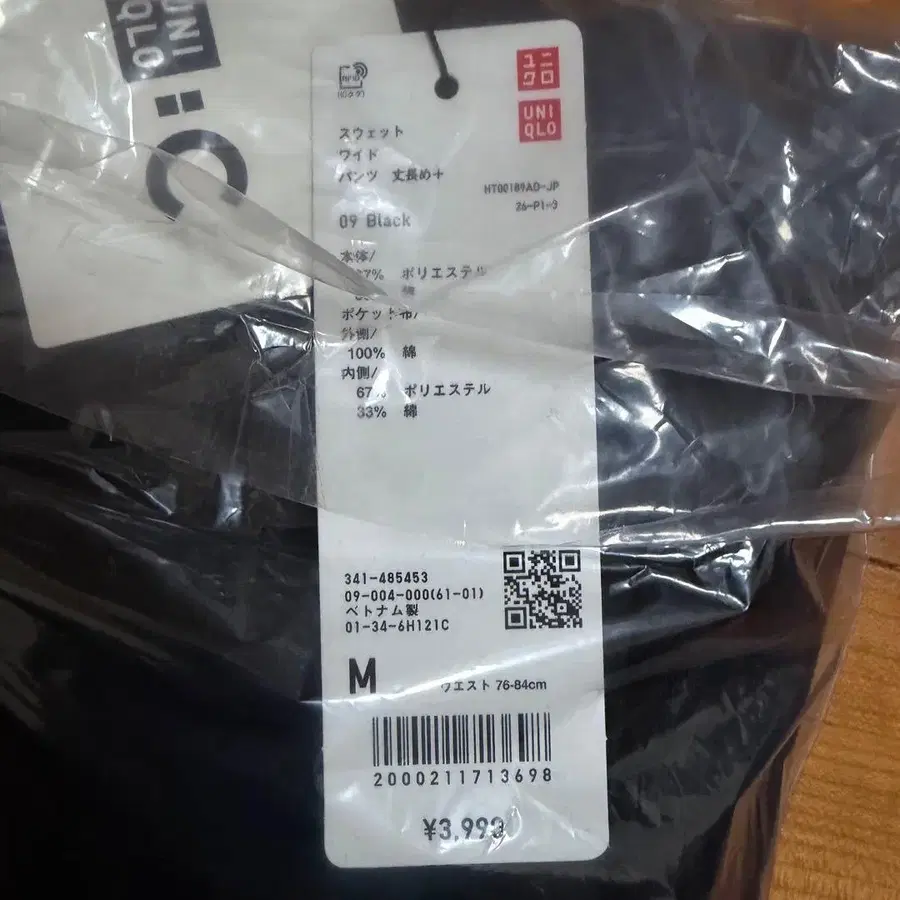 UNI
QLO
: C
RFID
ユニ
クロ
UNI
QLO
スウェット
ワイド
パンツ 丈長め+
HT00189AD-JP
26-P1-3
09 Black
本体/
ポリエステル
綿
ポケット布/
外側/
100% 綿
内側/
67% ポリエステル
33% 綿
341-485453
09-004-000(61-01)
ベトナム製
01-34-6H121C
M
ウエスト 76-84cm
2000211713698
¥3,990